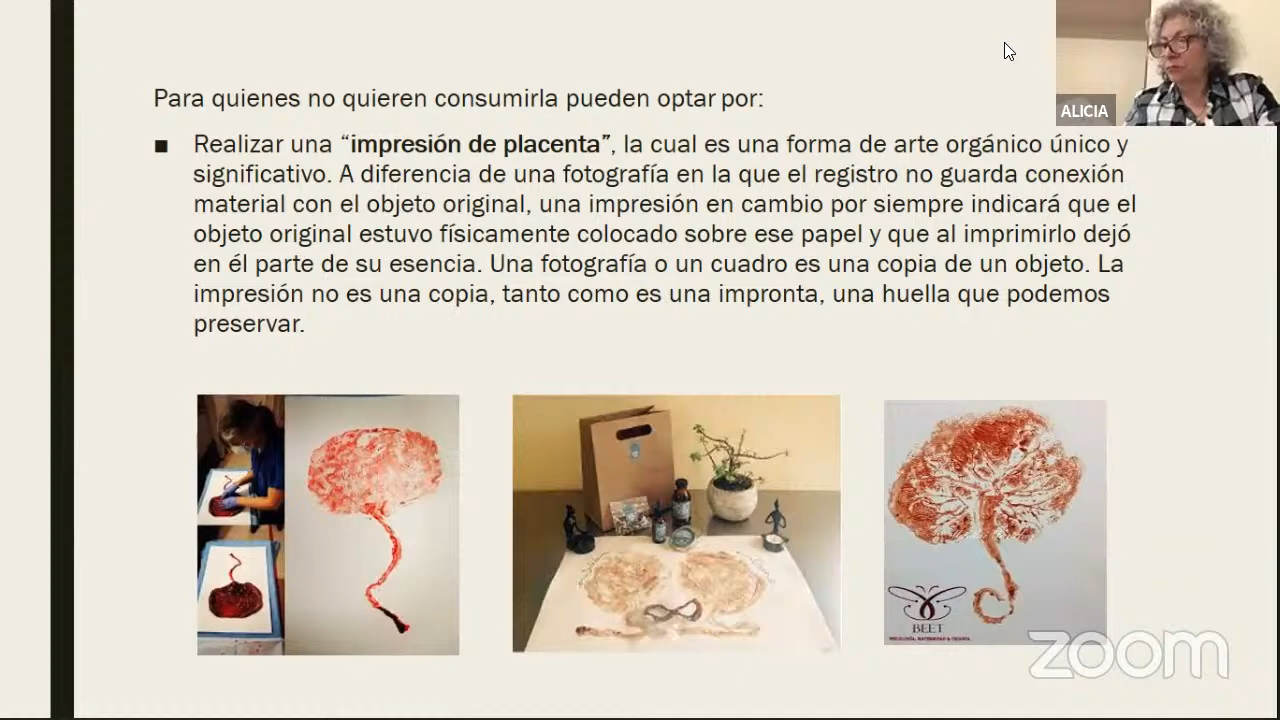 Para quienes no quieren consumirla pueden optar por:
ALICIA
■ Realizar una “impresión de placenta”, la cual es una forma de arte orgánico único y
significativo. A diferencia de una fotografía en la que el registro no guarda conexión
material con el objeto original, una impresión en cambio por siempre indicará que el
objeto original estuvo físicamente colocado sobre ese papel y que al imprimirlo dejó
en él parte de su esencia. Una fotografía o un cuadro es una copia de un objeto. La
impresión no es una copia, tanto como es una impronta, una huella que podemos
preservar.
BEET
zoom